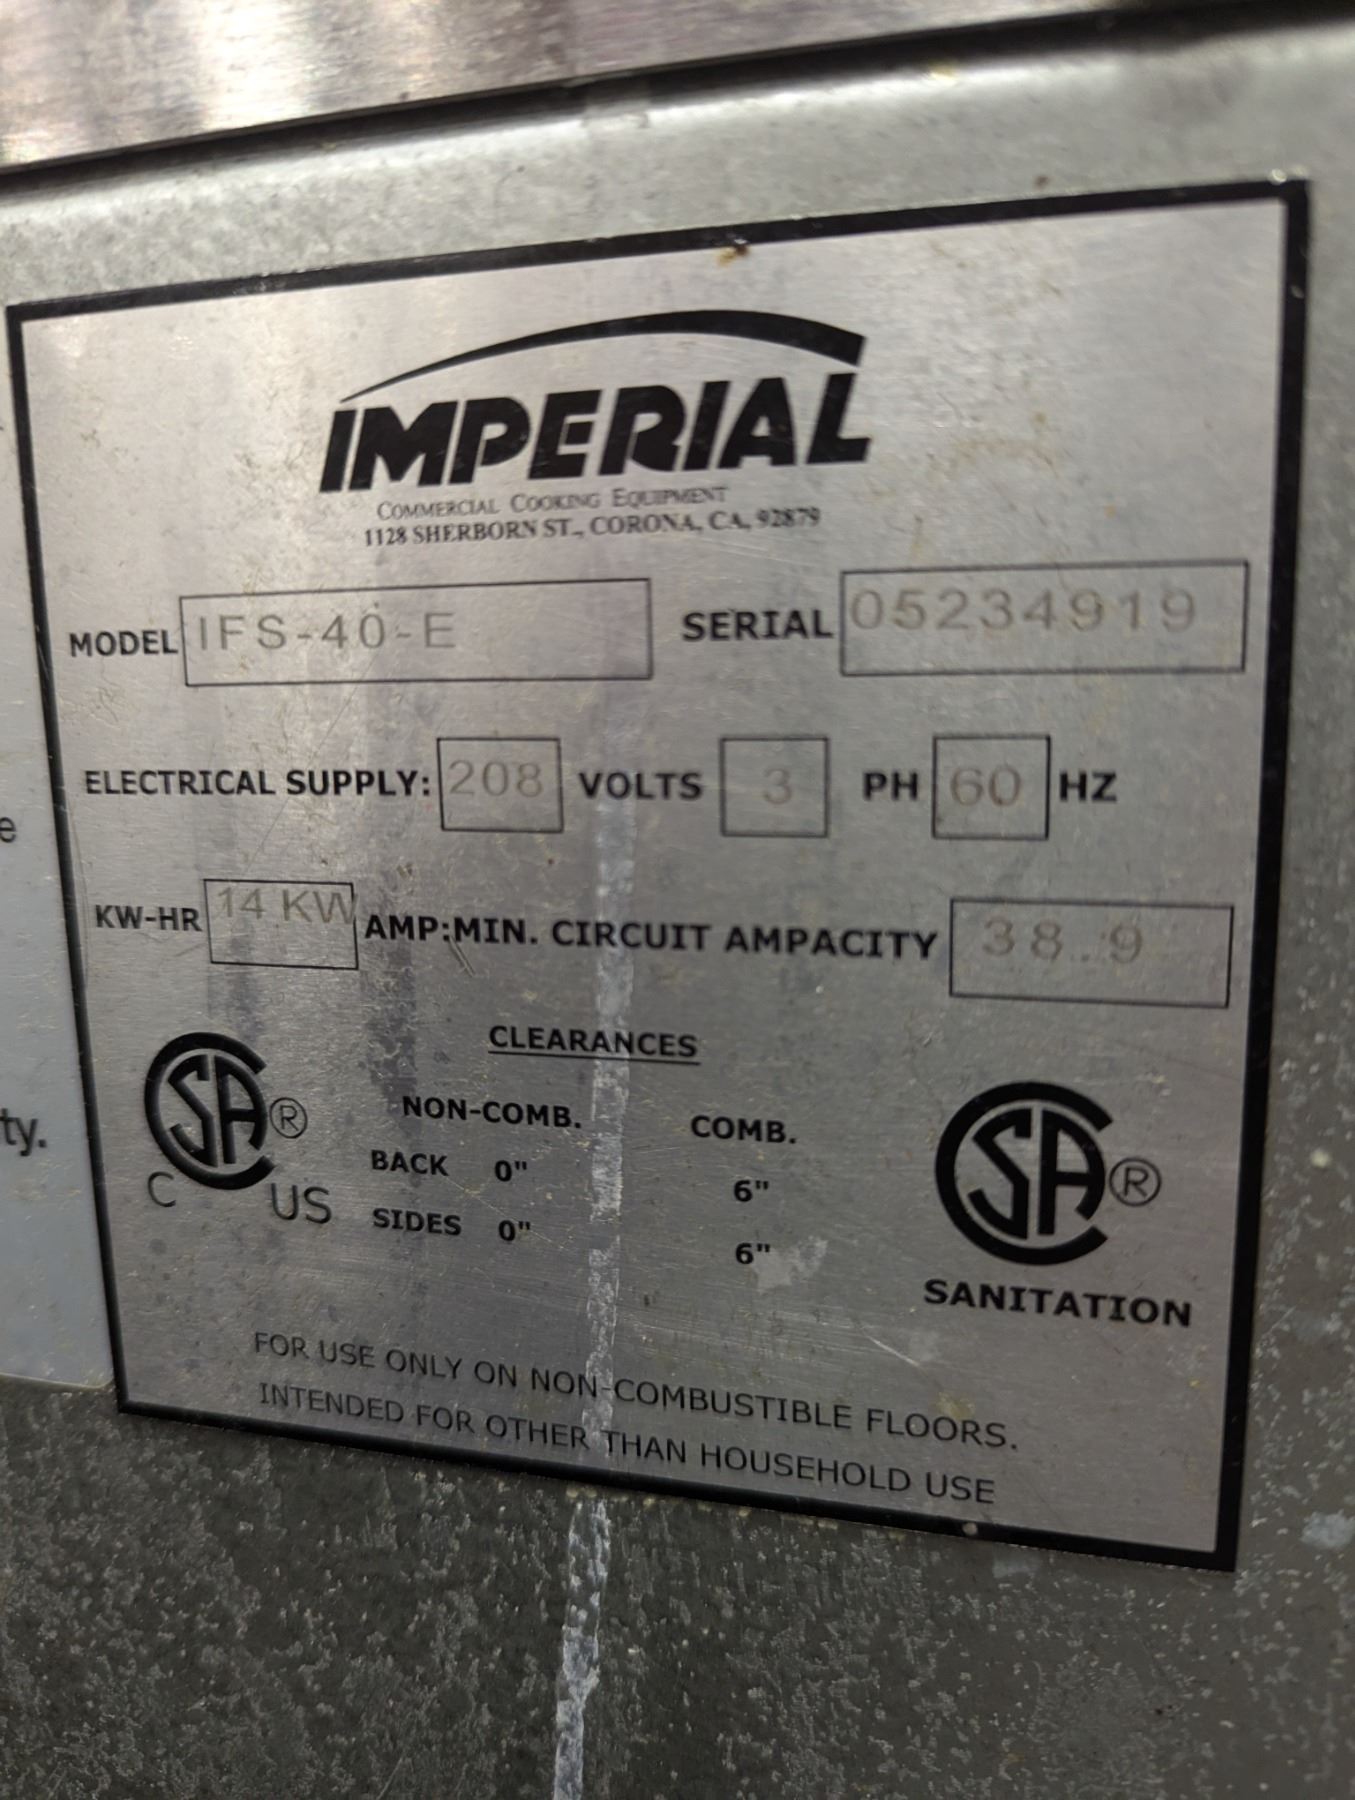 IMPERIAL
COMMERCIAL COOKING EQUIPMENT
1128 SHERBORN ST., CORONA, CA, 92879
MODEL IFS-40-E SERIAL 05234919
ELECTRICAL SUPPLY: 208 VOLTS 3 PH 60 HZ
e
KW-HR 14 KW AMP:MIN. CIRCUIT AMPACITY 38..9
CLEARANCES
NON-COMB. COMB.
ty.
BACK 0" 6"
SIDES 0" 6"
CSA®
C US
CSA®
SANITATION
FOR USE ONLY ON NON-COMBUSTIBLE FLOORS.
INTENDED FOR OTHER THAN HOUSEHOLD USE